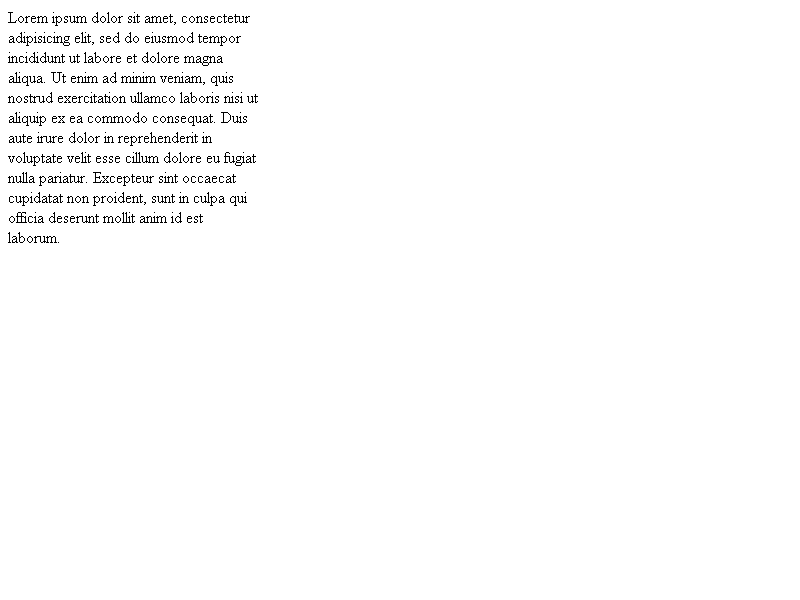 Lorem ipsum dolor sit amet, consectetur
adipisicing elit, sed do eiusmod tempor
incididunt ut labore et dolore magna
aliqua. Ut enim ad minim veniam, quis
nostrud exercitation ullamco laboris nisi ut
aliquip ex ea commodo consequat. Duis
aute irure dolor in reprehenderit in
voluptate velit esse cillum dolore eu fugiat
nulla pariatur. Excepteur sint occaecat
cupidatat non proident, sunt in culpa qui
officia deserunt mollit anim id est
laborum.